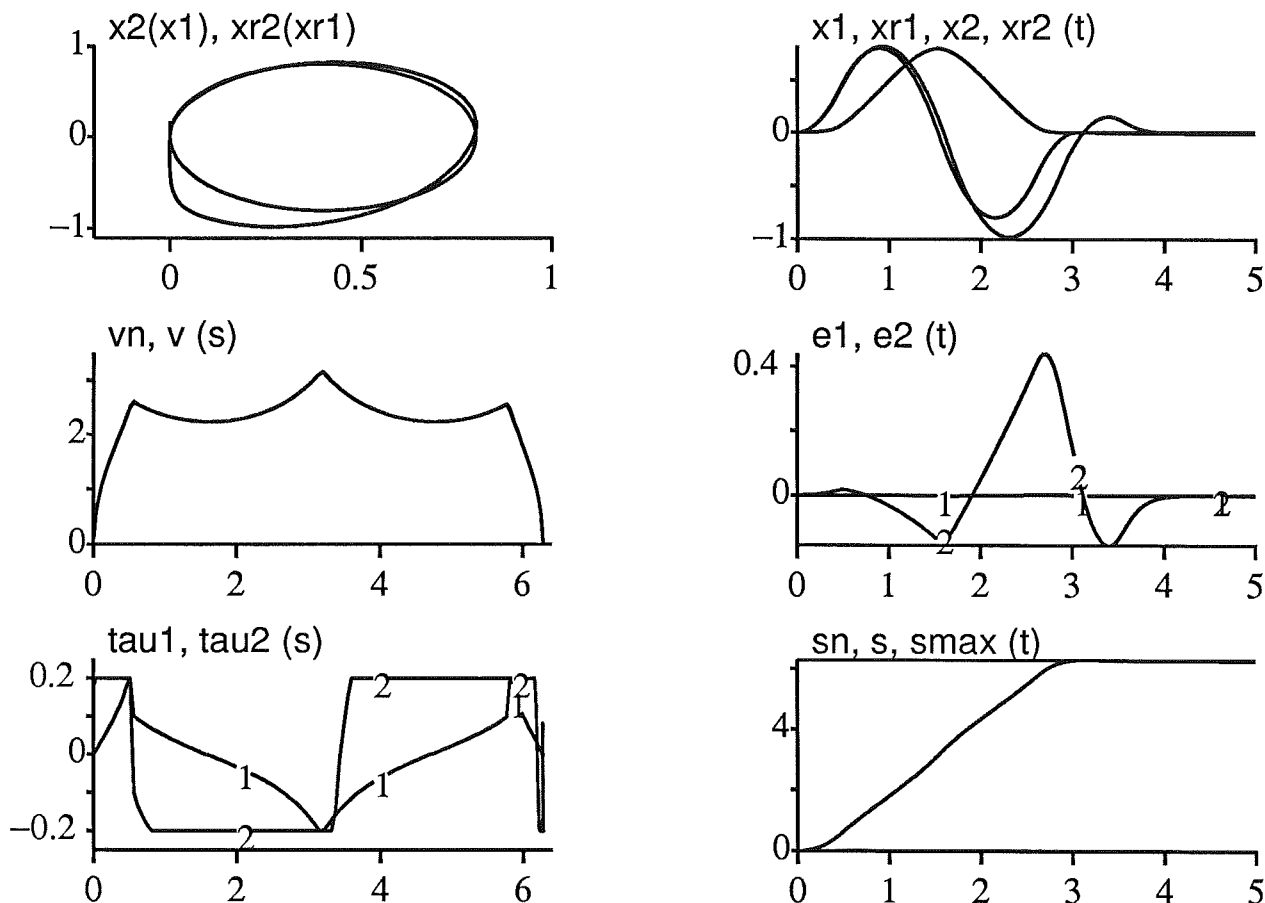 x2(x1), xr2(xr1)
1
0
−1
0 0.5 1
x1, xr1, x2, xr2 (t)
0
−1
0 1 2 3 4 5
vn, v (s)
2
0
0 2 4 6
e1, e2 (t)
0.4
0
1 2 2 1 1 2
0 1 2 3 4 5
tau1, tau2 (s)
0.2
0
−0.2
2 2 1 1 1 2
0 2 4 6
sn, s, smax (t)
4
0
0 1 2 3 4 5